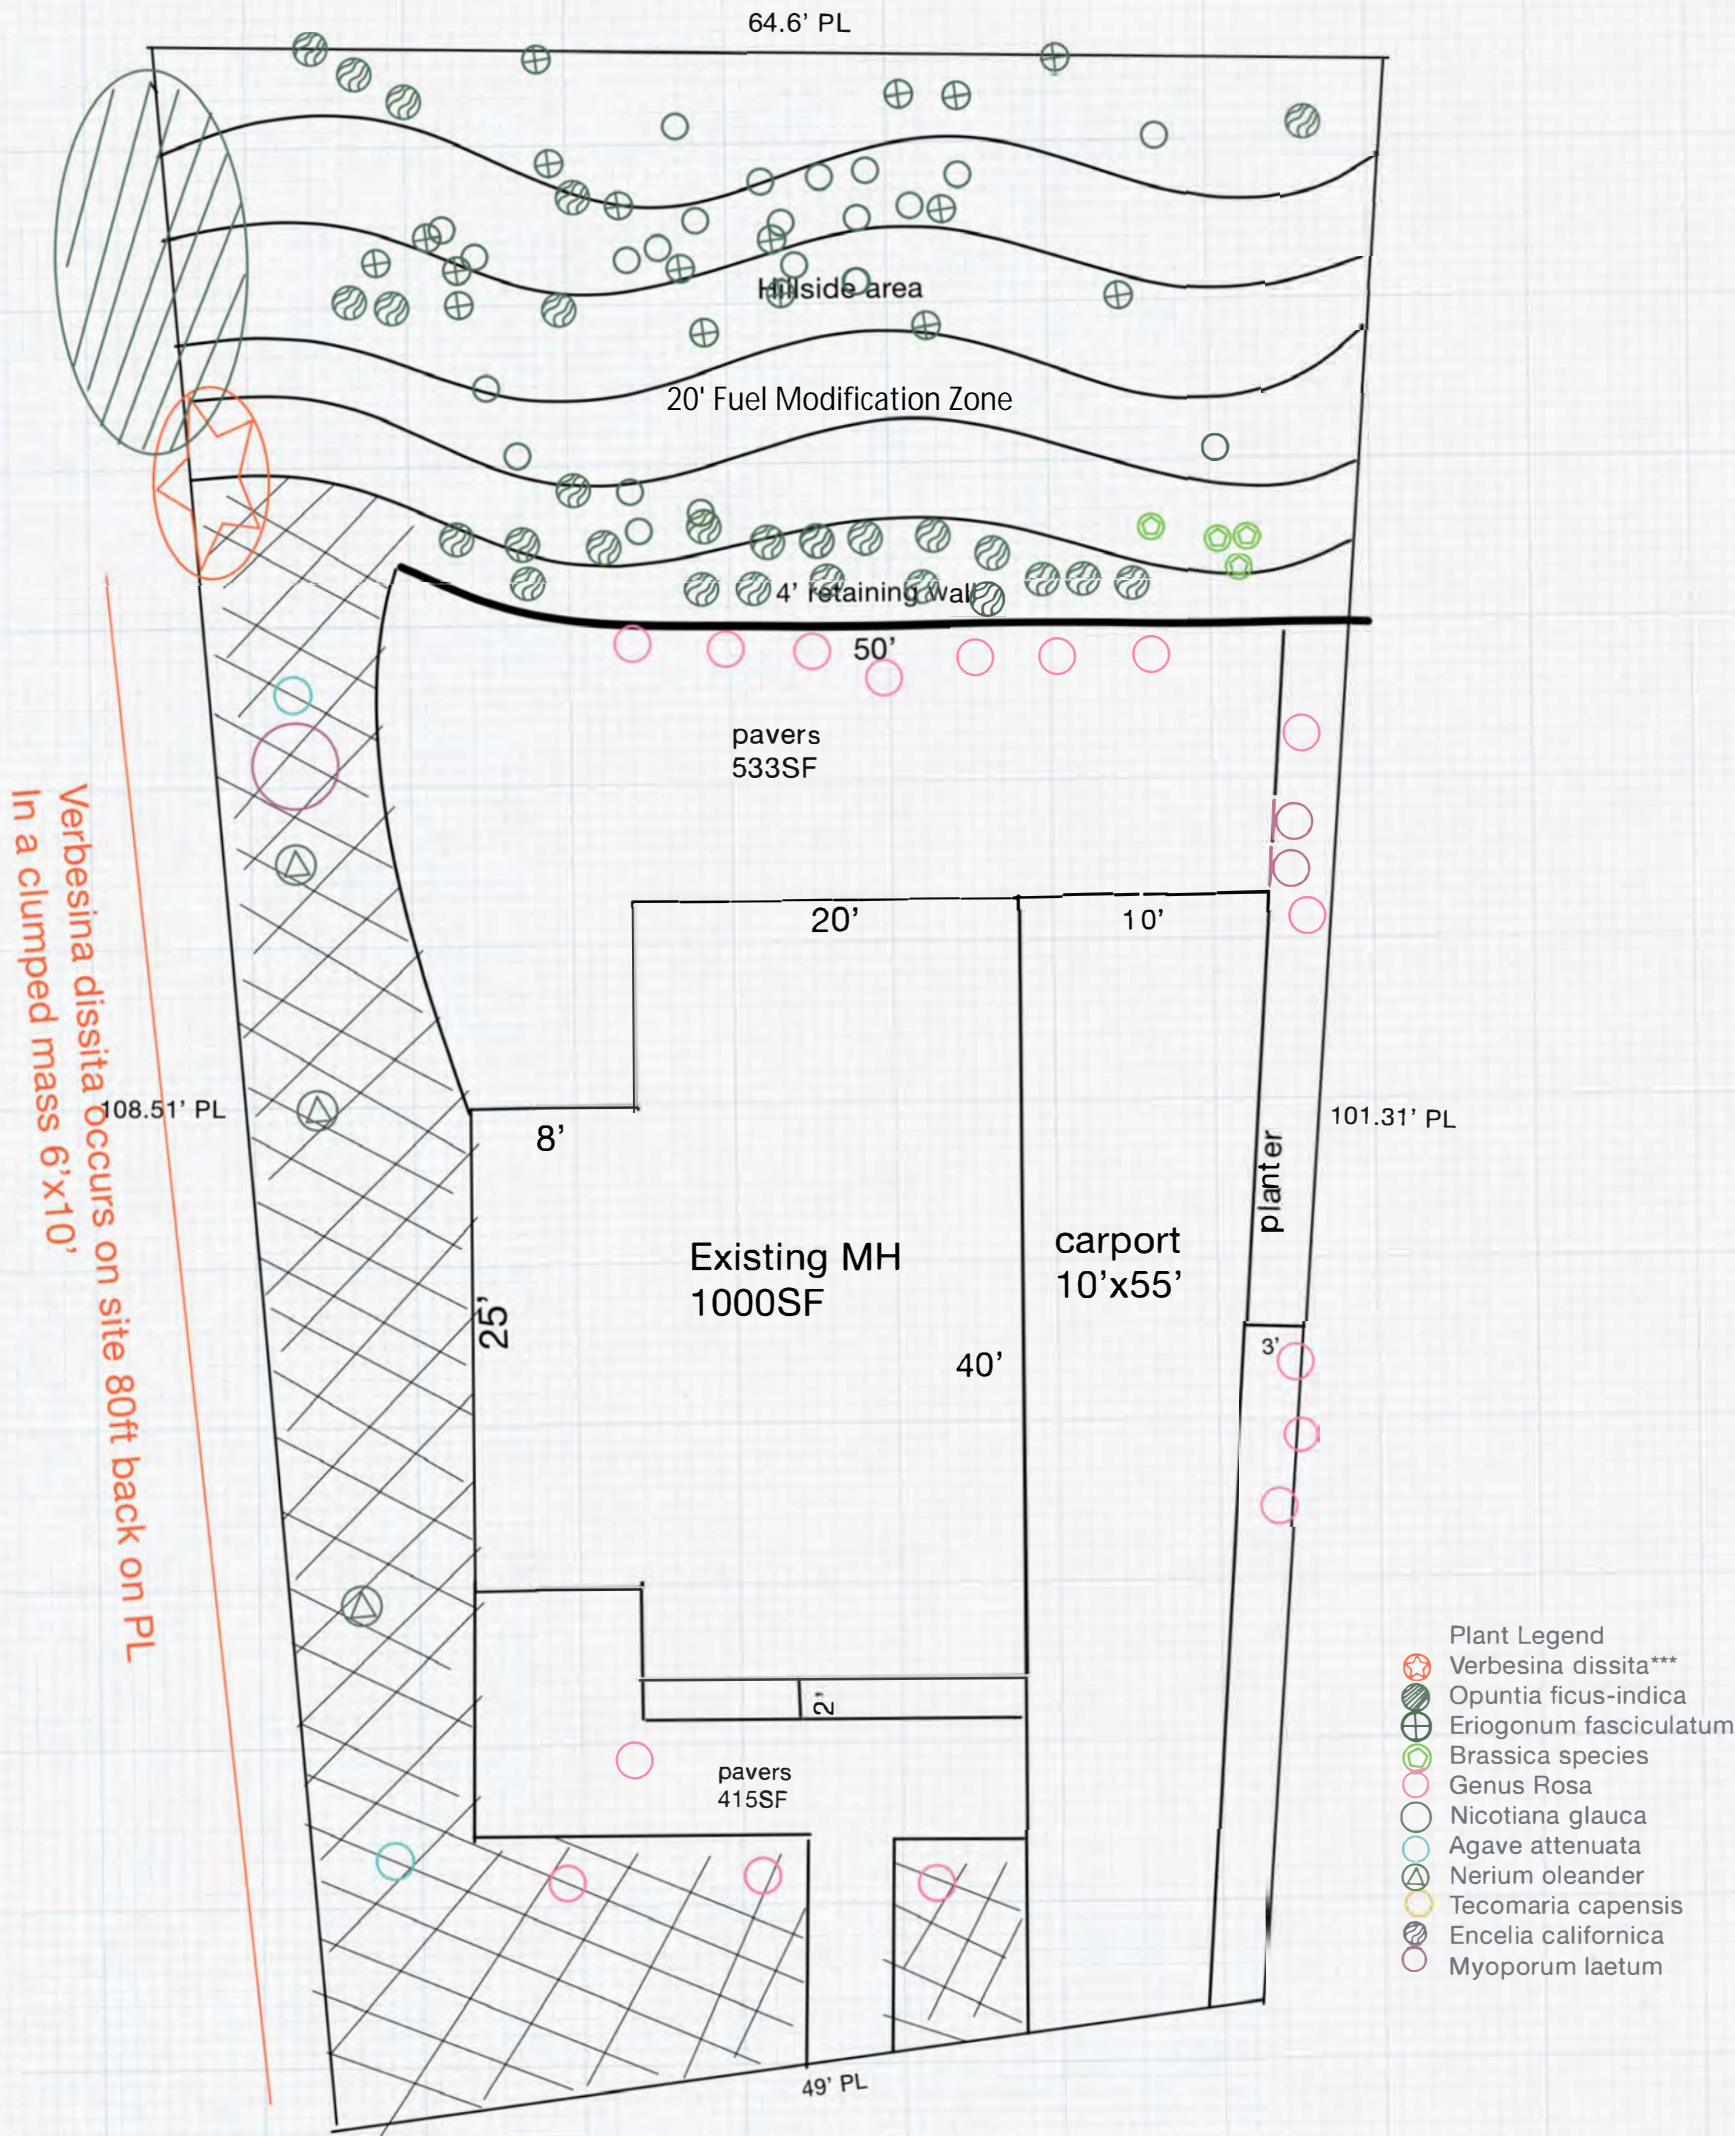 64.6’ PL
Hillside area
20' Fuel Modification Zone
4’ retaining wall
50’
pavers
533SF
20’
10’
Verbesina dissita occurs on site 80ft back on PL
In a clumped mass 6’x10’
108.51’ PL
101.31’ PL
8’
planter
Existing MH
1000SF
carport
10’x55’
25’
40’
3’
2’
pavers
415SF
49’ PL
Plant Legend
Verbesina dissita***
Opuntia ficus-indica
Eriogonum fasciculatum
Brassica species
Genus Rosa
Nicotiana glauca
Agave attenuata
Nerium oleander
Tecomaria capensis
Encelia californica
Myoporum laetum